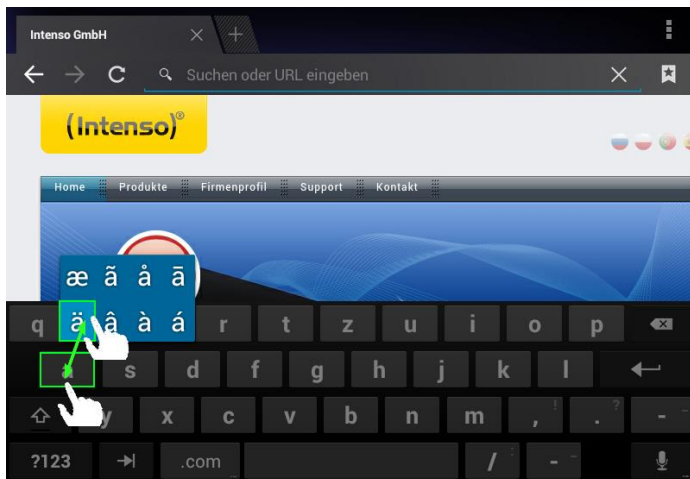 Intenso GmbH
Suchen oder URL eingeben
(Intenso)®
Home Produkte Firmenprofil Support Kontakt
æ ã å ā
ä â à á
q r t z u i o p
a s d f g h j k l
y x c v b n m , ! . ? -
?123 .com / : - _